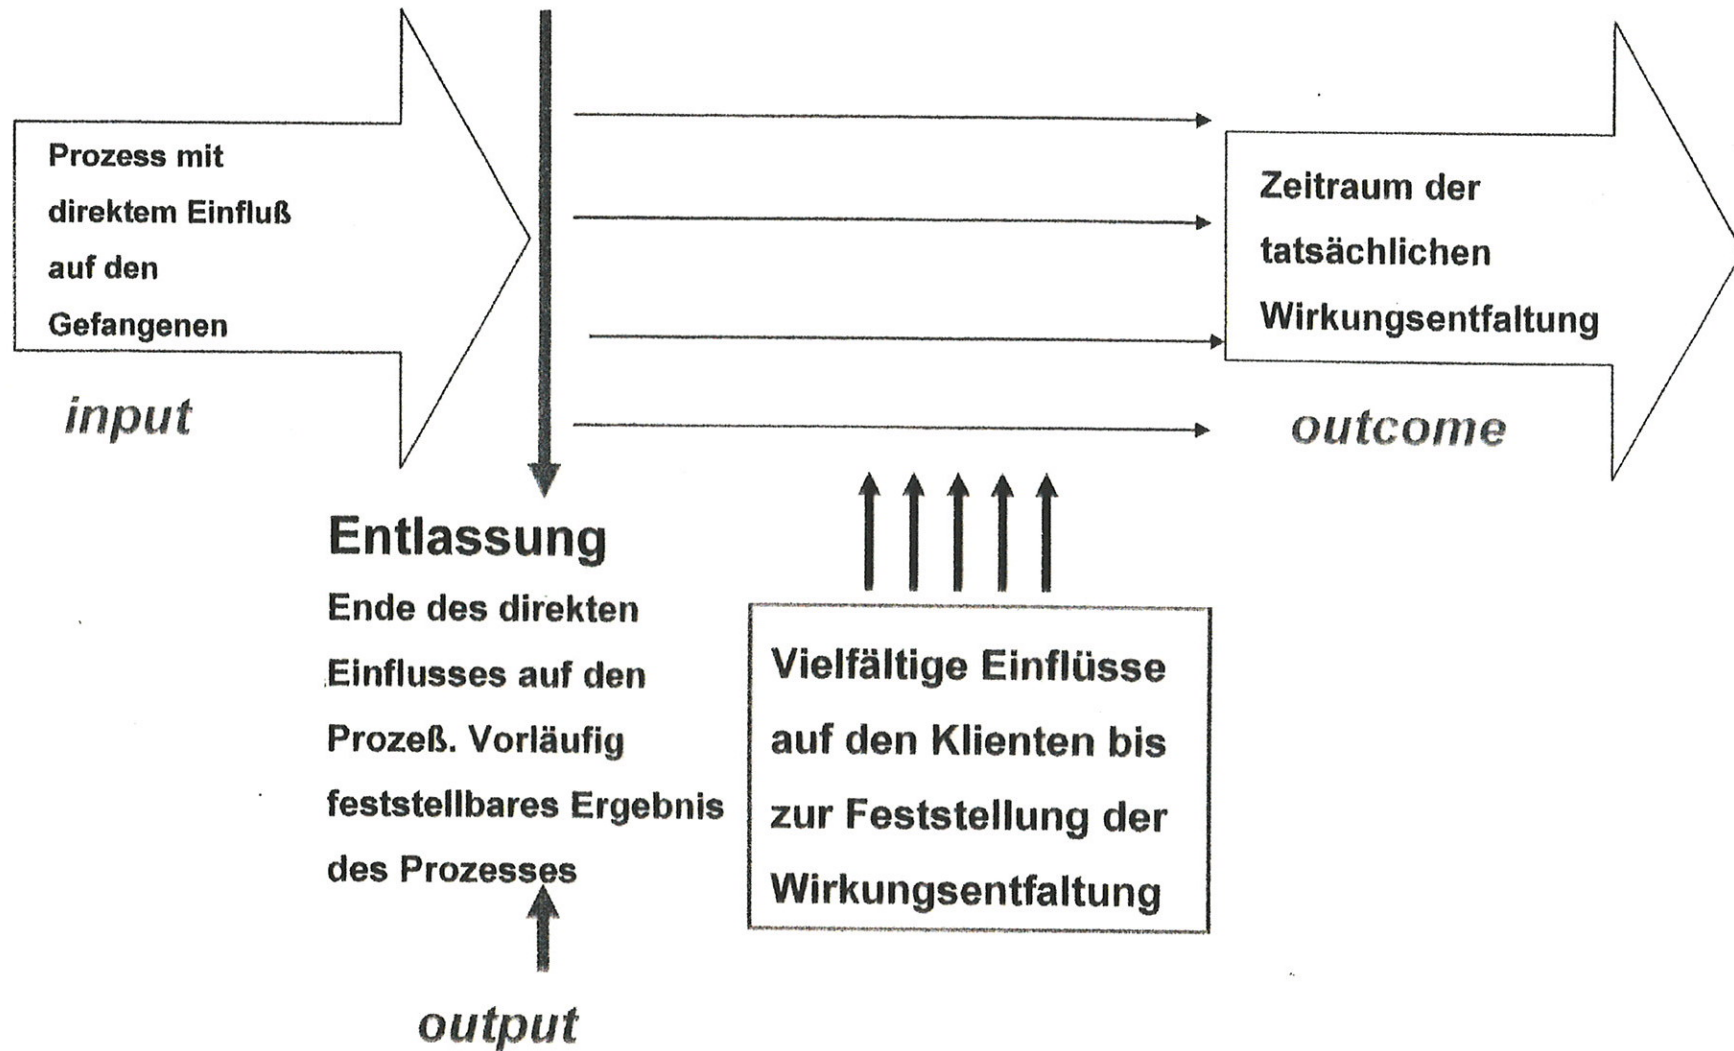 Prozess mit
direktem Einfluß
auf den
Gefangenen
input
Zeitraum der
tatsächlichen
Wirkungsentfaltung
outcome
Entlassung
Ende des direkten
Einflusses auf den
Prozeß. Vorläufig
feststellbares Ergebnis
des Prozesses
output
Vielfältige Einflüsse
auf den Klienten bis
zur Feststellung der
Wirkungsentfaltung